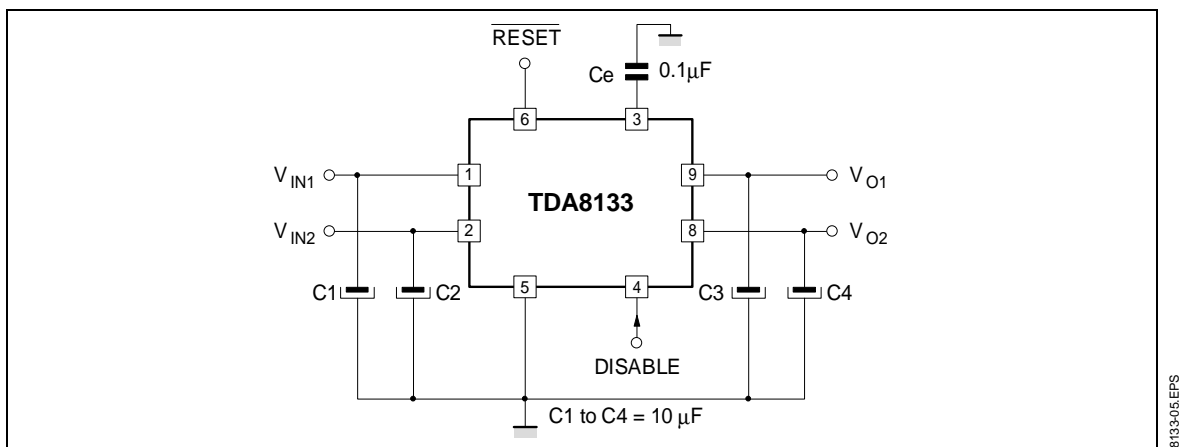 RESET
Ce 0.1μF
6 3
V IN1 1 9 V O1
TDA8133
V IN2 2 8 V O2
C1 C2 5 4 C3 C4
DISABLE
C1 to C4 = 10 μF
8133-05.EPS